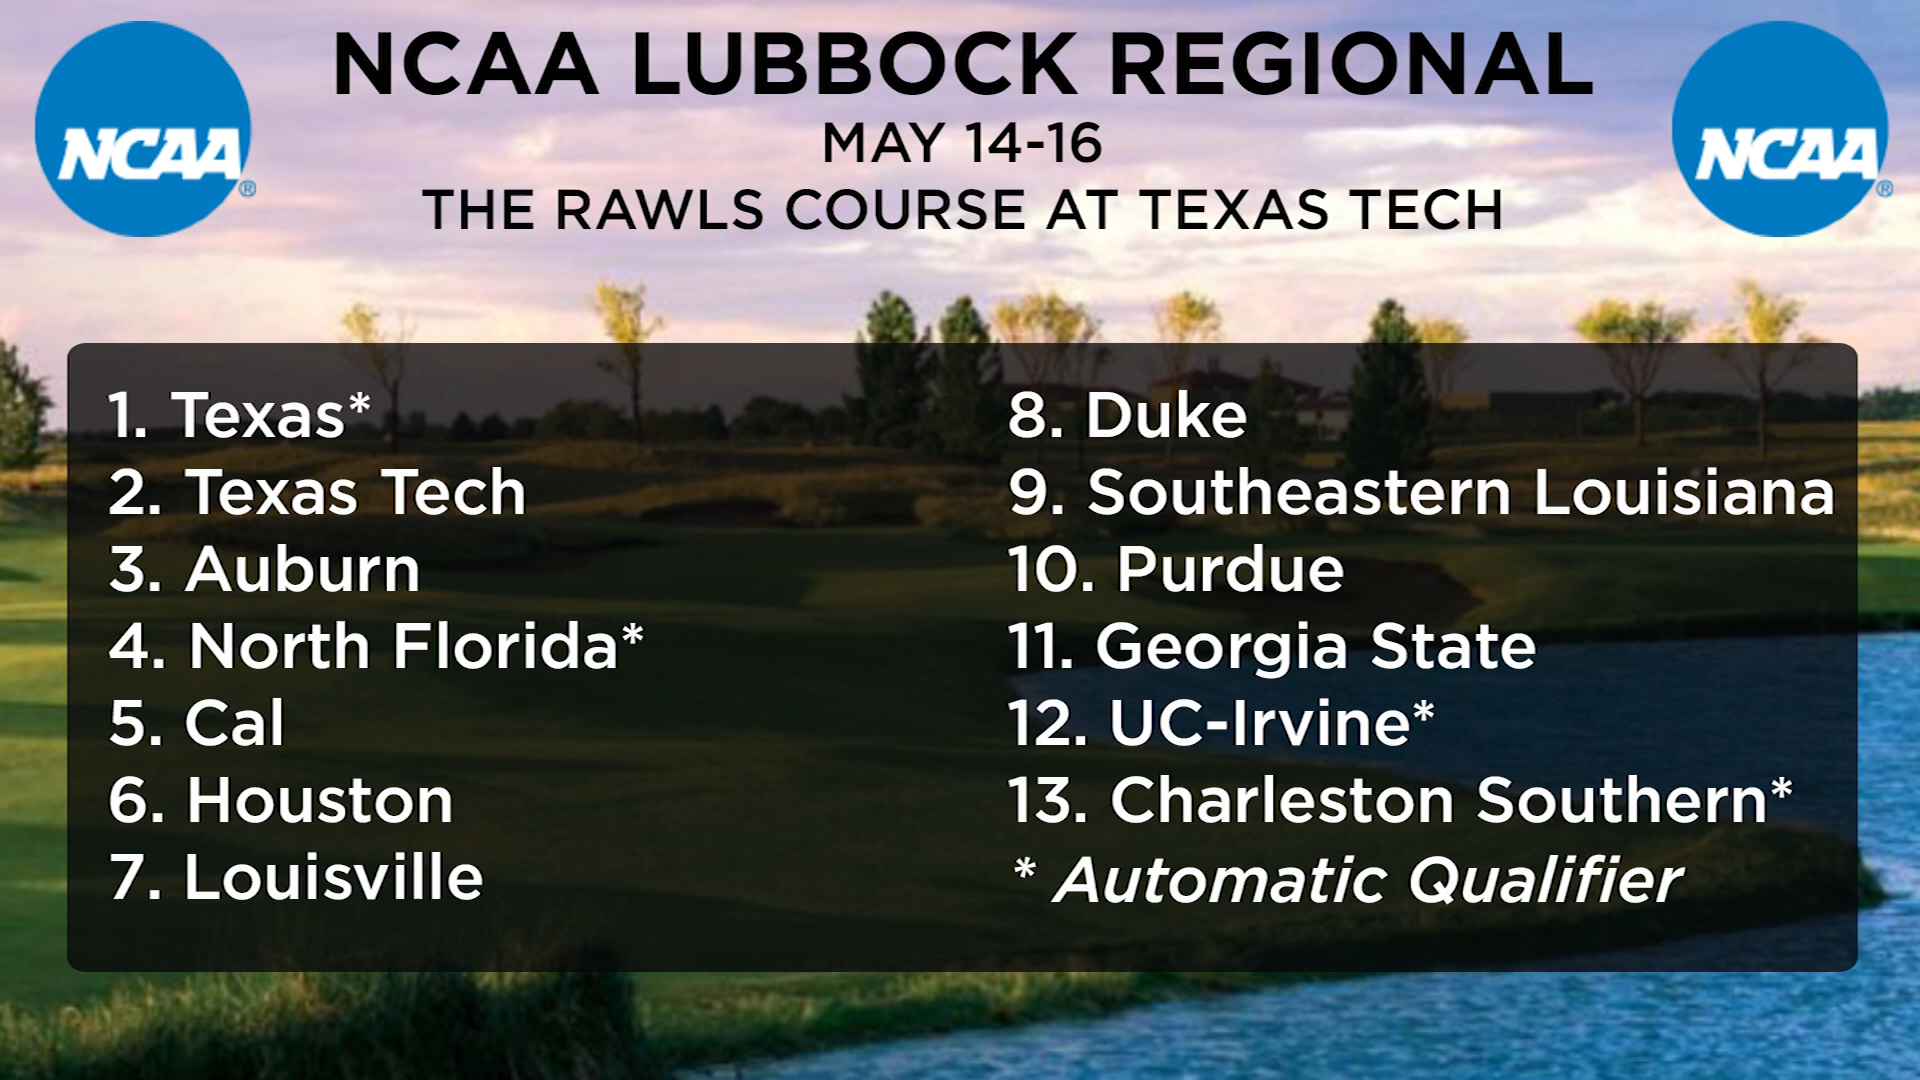 NCAA
NCAA LUBBOCK REGIONAL
MAY 14-16
THE RAWLS COURSE AT TEXAS TECH
NCAA
®
®
1. Texas*
2. Texas Tech
3. Auburn
4. North Florida*
5. Cal
6. Houston
7. Louisville
8. Duke
9. Southeastern Louisiana
10. Purdue
11. Georgia State
12. UC-Irvine*
13. Charleston Southern*
* Automatic Qualifier